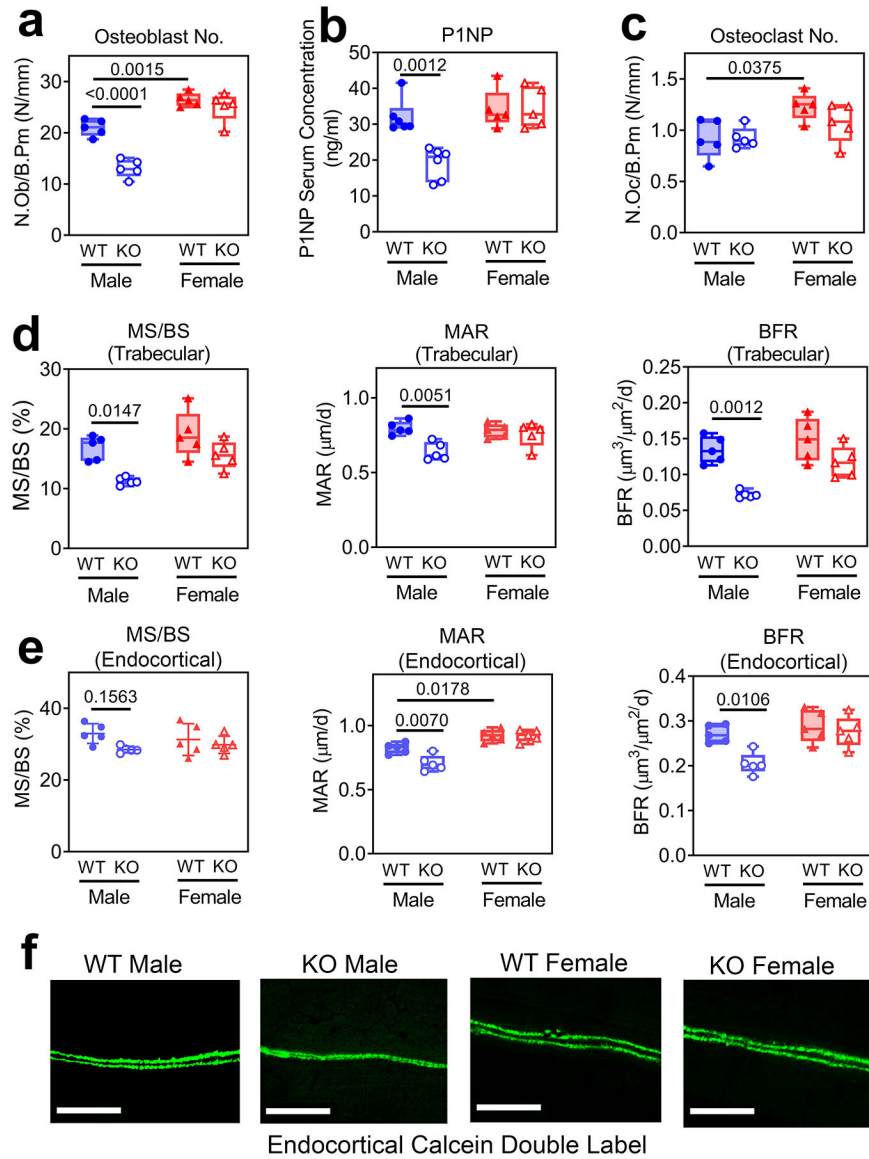 a
Osteoblast No.
N.Ob/B.Pm (N/mm)
30
20
10
0
0.0015
<0.0001
WT KO WT KO
Male Female
b
P1NP
P1NP Serum Concentration
(ng/ml)
50
40
30
20
10
0
0.0012
WT KO WT KO
Male Female
c
Osteoclast No.
N.Oc/B.Pm (N/mm)
1.5
1.0
0.5
0.0
0.0375
WT KO WT KO
Male Female
d
MS/BS
(Trabecular)
MS/BS (%)
30
20
10
0
0.0147
WT KO WT KO
Male Female
MAR
(Trabecular)
MAR (μm/d)
1.0
0.5
0.0
0.0051
WT KO WT KO
Male Female
BFR
(Trabecular)
BFR (μm³/μm²/d)
0.25
0.20
0.15
0.10
0.05
0.00
0.0012
WT KO WT KO
Male Female
e
MS/BS
(Endocortical)
MS/BS (%)
40
20
0
0.1563
WT KO WT KO
Male Female
MAR
(Endocortical)
MAR (μm/d)
1.0
0.5
0.0
0.0178
0.0070
WT KO WT KO
Male Female
BFR
(Endocortical)
BFR (μm³/μm²/d)
0.4
0.3
0.2
0.1
0.0
0.0106
WT KO WT KO
Male Female
f
WT Male
KO Male
WT Female
KO Female
Endocortical Calcein Double Label